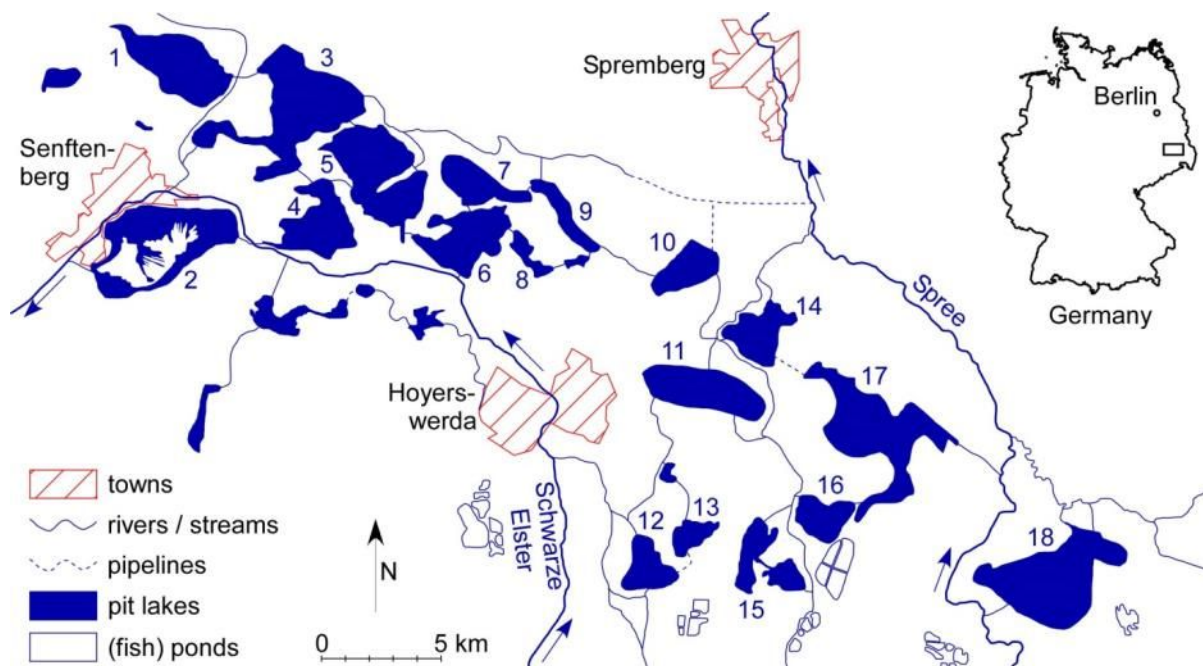 1
3
Spremberg
Berlin
Senften-
berg
5
7
4
9
10
2
6
8
14
Spree
Germany
11
17
Hoyers-
werda
towns
rivers / streams
pipelines
pit lakes
(fish) ponds
N
0 5 km
Schwarze
Elster
12
13
16
15
18